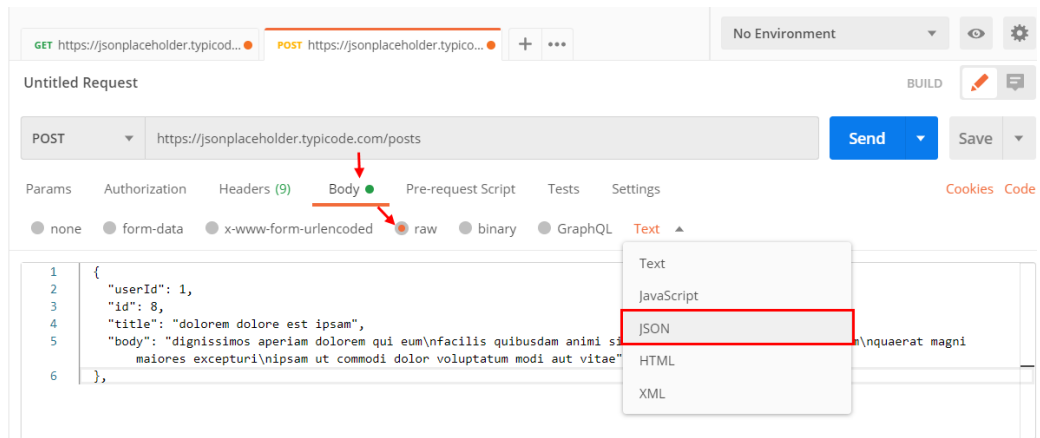 GET https://jsonplaceholder.typicod... POST https://jsonplaceholder.typico... + ••• No Environment
Untitled Request BUILD
POST https://jsonplaceholder.typicode.com/posts Send Save
Params Authorization Headers (9) Body Pre-request Script Tests Settings Cookies Code
none form-data x-www-form-urlencoded raw binary GraphQL Text
Text
JavaScript
JSON
HTML
XML
1 {
2 "userId": 1,
3 "id": 8,
4 "title": "dolorem dolore est ipsam",
5 "body": "dignissimos aperiam dolorem qui eum\nfacilis quibusdam animi si m\nquaerat magni
maiores excepturi\nipsam ut commodi dolor voluptatum modi aut vitae"
6 },